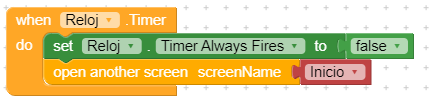 when Reloj .Timer
do set Reloj . Timer Always Fires to false
open another screen screenName Inicio